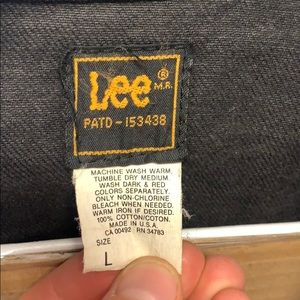 Lee ® M.R.
PATD-153438
MACHINE WASH WARM,
TUMBLE DRY MEDIUM.
WASH DARK & RED
COLORS SEPARATELY.
ONLY NON-CHLORINE
BLEACH WHEN NEEDED.
WARM IRON IF DESIRED.
100% COTTON/COTON.
MADE IN U.S.A.
CA 00492 RN 34783
SIZE
L